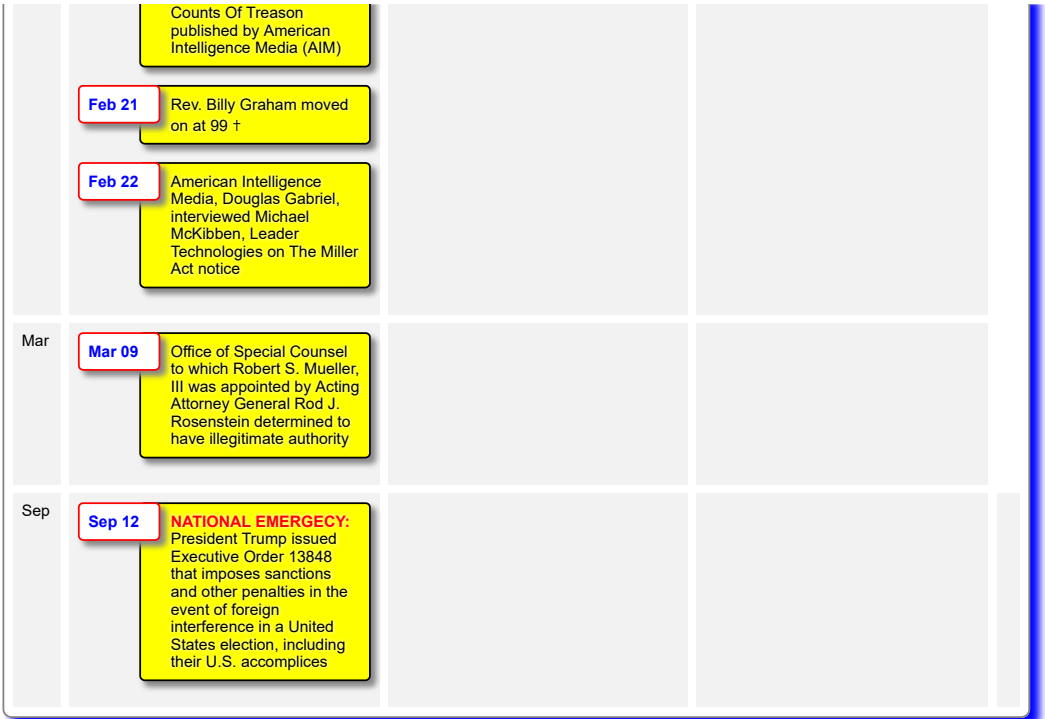 Counts Of Treason
published by American
Intelligence Media (AIM)
Feb 21
Rev. Billy Graham moved
on at 99 †
Feb 22
American Intelligence
Media, Douglas Gabriel,
interviewed Michael
McKibben, Leader
Technologies on The Miller
Act notice
Mar
Mar 09
Office of Special Counsel
to which Robert S. Mueller,
III was appointed by Acting
Attorney General Rod J.
Rosenstein determined to
have illegitimate authority
Sep
Sep 12
NATIONAL EMERGECY:
President Trump issued
Executive Order 13848
that imposes sanctions
and other penalties in the
event of foreign
interference in a United
States election, including
their U.S. accomplices